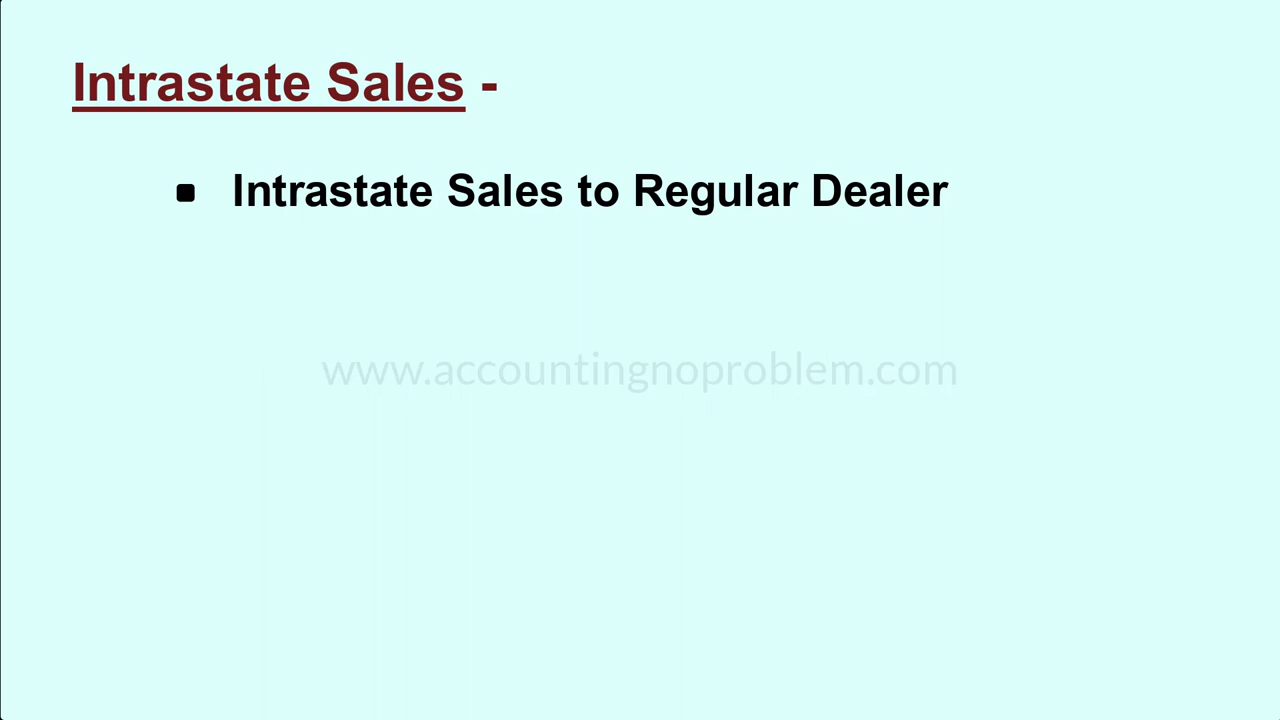 Intrastate Sales -
▪ Intrastate Sales to Regular Dealer
www.accountingnoproblem.com